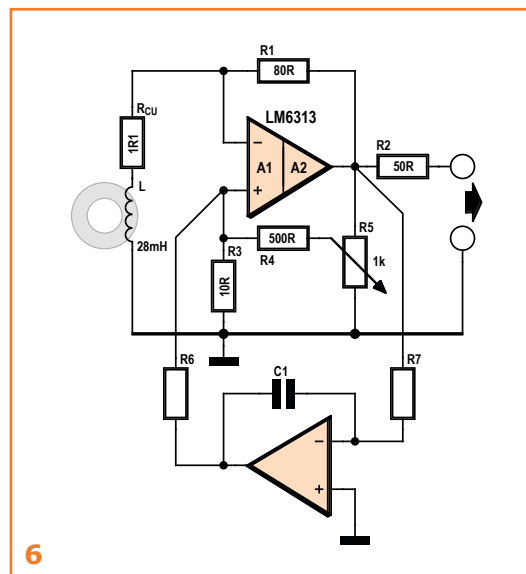 R1
80R
RCU
1R1
LM6313
R2
50R
−
A1
A2
+
L
28mH
R3
10R
500R
R4
R5
1k
R6
C1
R7
−
+
6